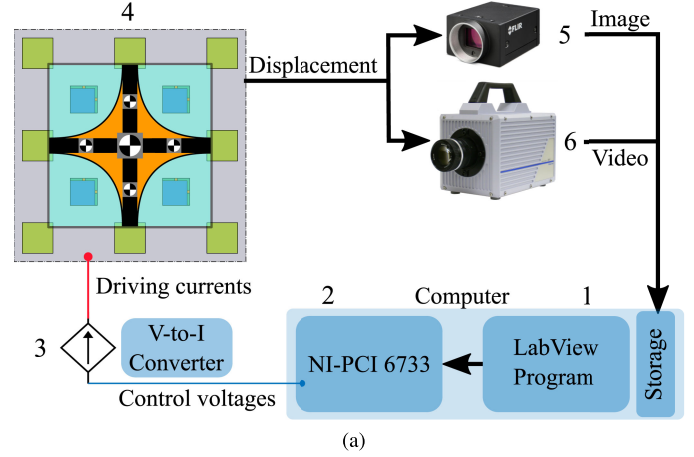 4
Displacement
FLIR
5
Image
6
Video
Driving currents
3
V-to-I
Converter
Control voltages
2
Computer
1
NI-PCI 6733
LabView
Program
Storage
(a)